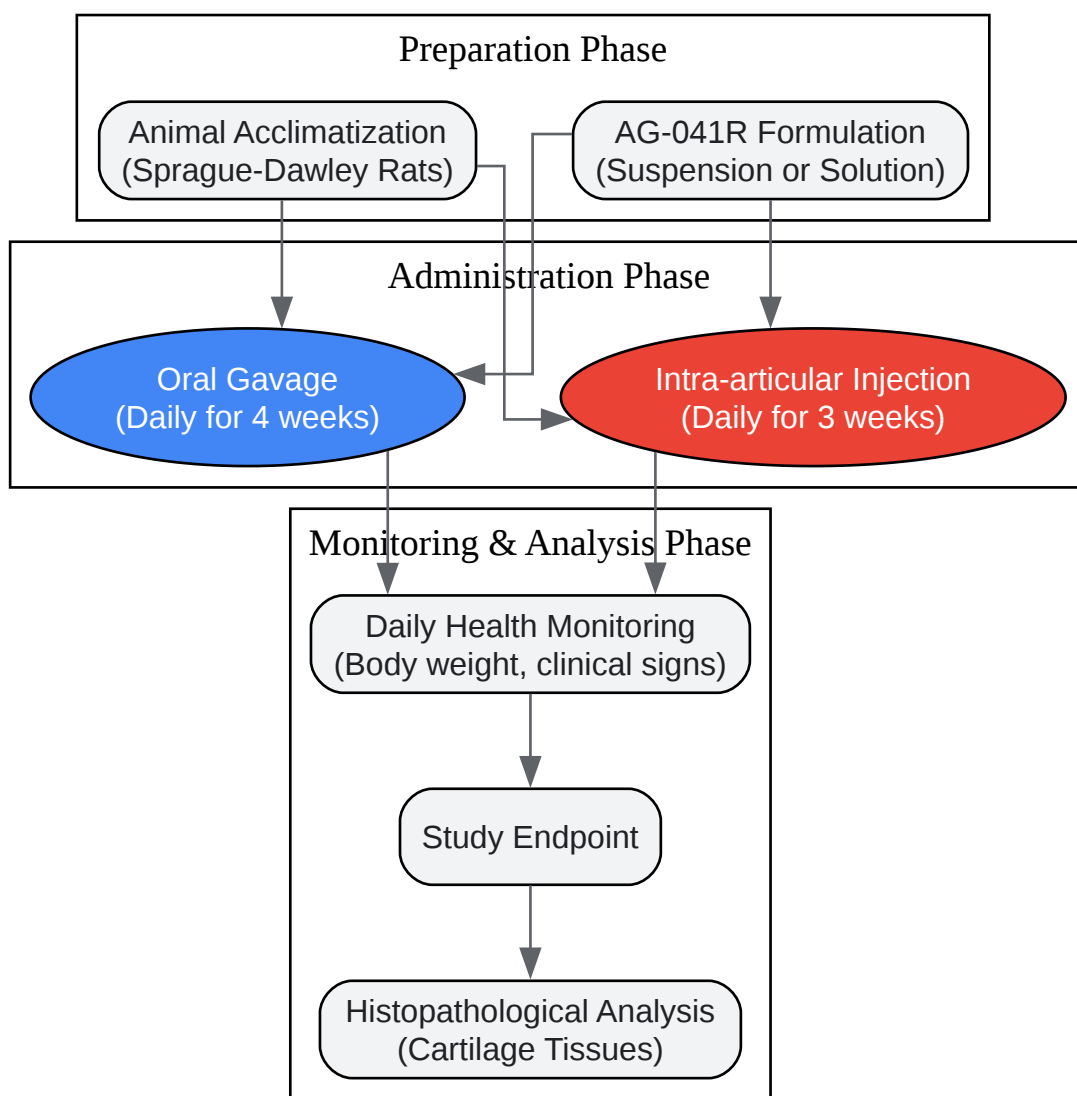 Preparation Phase
Animal Acclimatization
(Sprague-Dawley Rats)
AG-041R Formulation
(Suspension or Solution)
Administration Phase
Oral Gavage
(Daily for 4 weeks)
Intra-articular Injection
(Daily for 3 weeks)
Monitoring & Analysis Phase
Daily Health Monitoring
(Body weight, clinical signs)
Study Endpoint
Histopathological Analysis
(Cartilage Tissues)